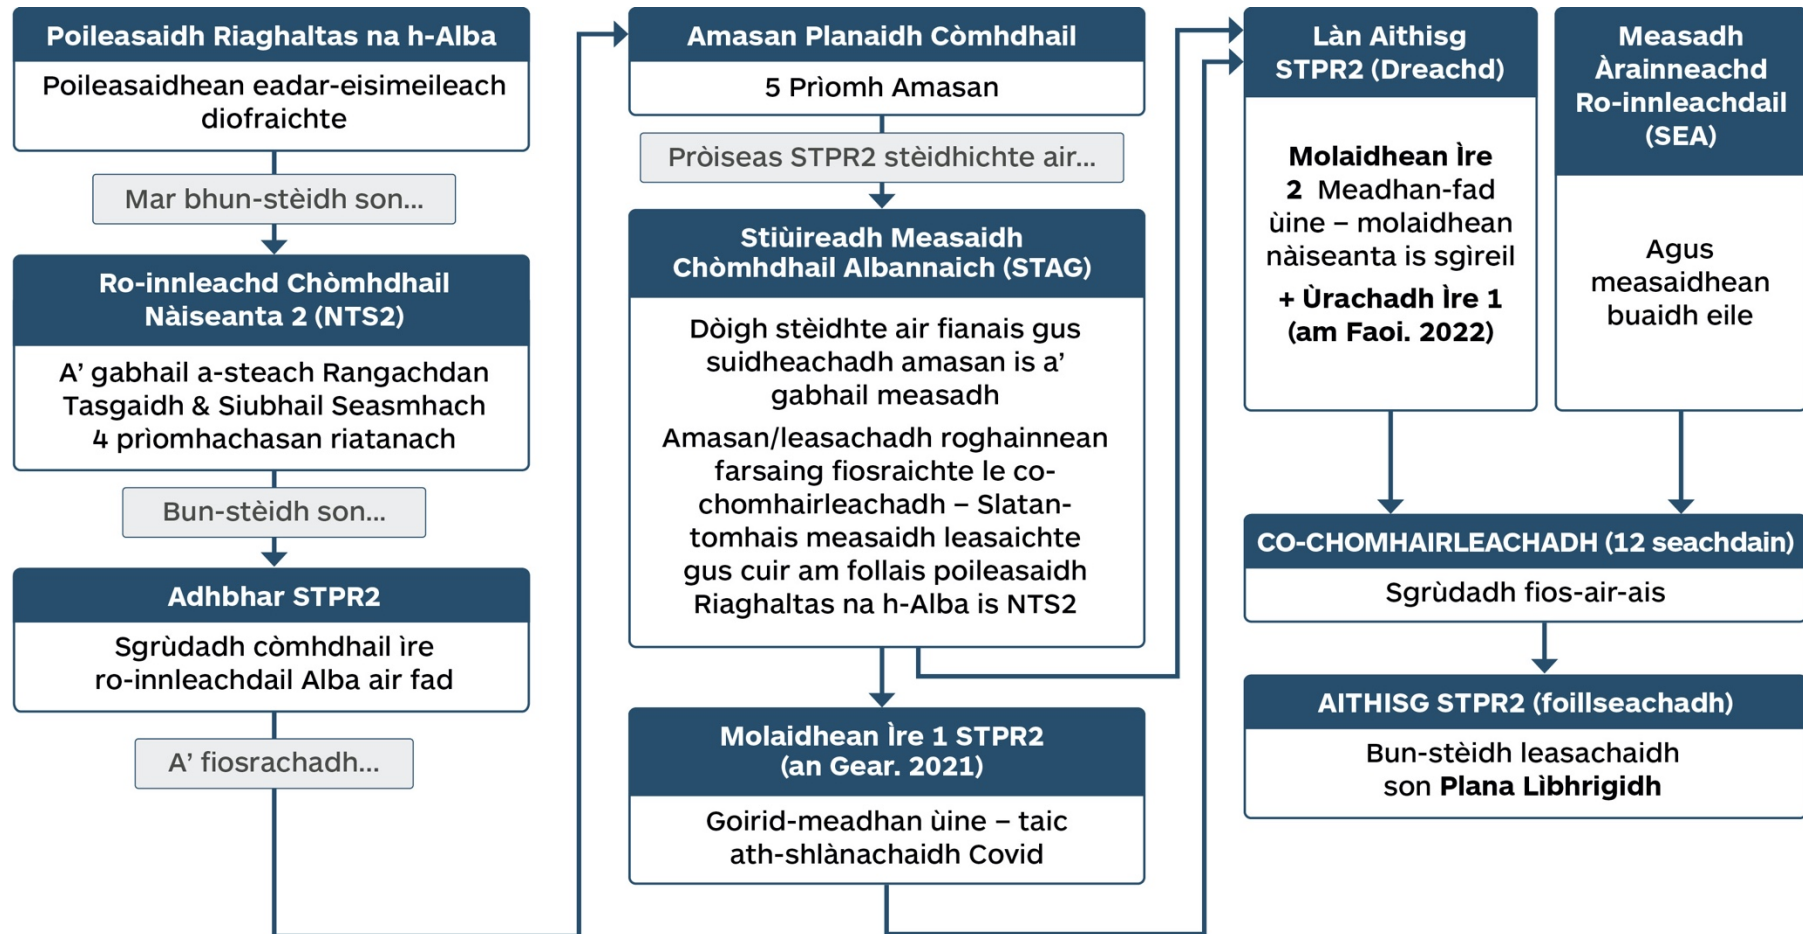 Poileasaidh Riaghaltas na h-Alba
Poileasaidhean eadar-eisimeileach
diofraichte
Mar bhun-stèidh son...
Ro-innleachd Chòmhdhail
Nàiseanta 2 (NTS2)
A’ gabhail a-steach Rangachdan
Tasgaidh & Siubhail Seasmhach
4 prìomhachasan riatanach
Bun-stèidh son...
Adhbhar STPR2
Sgrùdadh còmhdhail ìre
ro-innleachdail Alba air fad
A’ fiosrachadh...
Amasan Planaidh Còmhdhail
5 Prìomh Amasan
Pròiseas STPR2 stèidhichte air...
Stiùireadh Measaidh
Chòmhdhail Albannaich (STAG)
Dòigh stèidhte air fianais gus
suidheachadh amasan is a’
gabhail measadh
Amasan/leasachadh roghainnean
farsaing fiosraichte le co-
chomhairleachadh – Slatan-
tomhais measaidh leasaichte
gus cuir am follais poileasaidh
Riaghaltas na h-Alba is NTS2
Molaidhean Ìre 1 STPR2
(an Gear. 2021)
Goirid-meadhan ùine – taic
ath-shlànachaidh Covid
Làn Aithisg
STPR2 (Dreachd)
Molaidhean Ìre
2 Meadhan-fad
ùine – molaidhean
nàiseanta is sgìreil
+ Ùrachadh Ìre 1
(am Faoi. 2022)
Measadh
Àrainneachd
Ro-innleachdail
(SEA)
Agus
measaidhean
buaidh eile
CO-CHOMHAIRLEACHADH (12 seachdain)
Sgrùdadh fios-air-ais
AITHISG STPR2 (foillseachadh)
Bun-stèidh leasachaidh
son Plana Lìbhrigidh